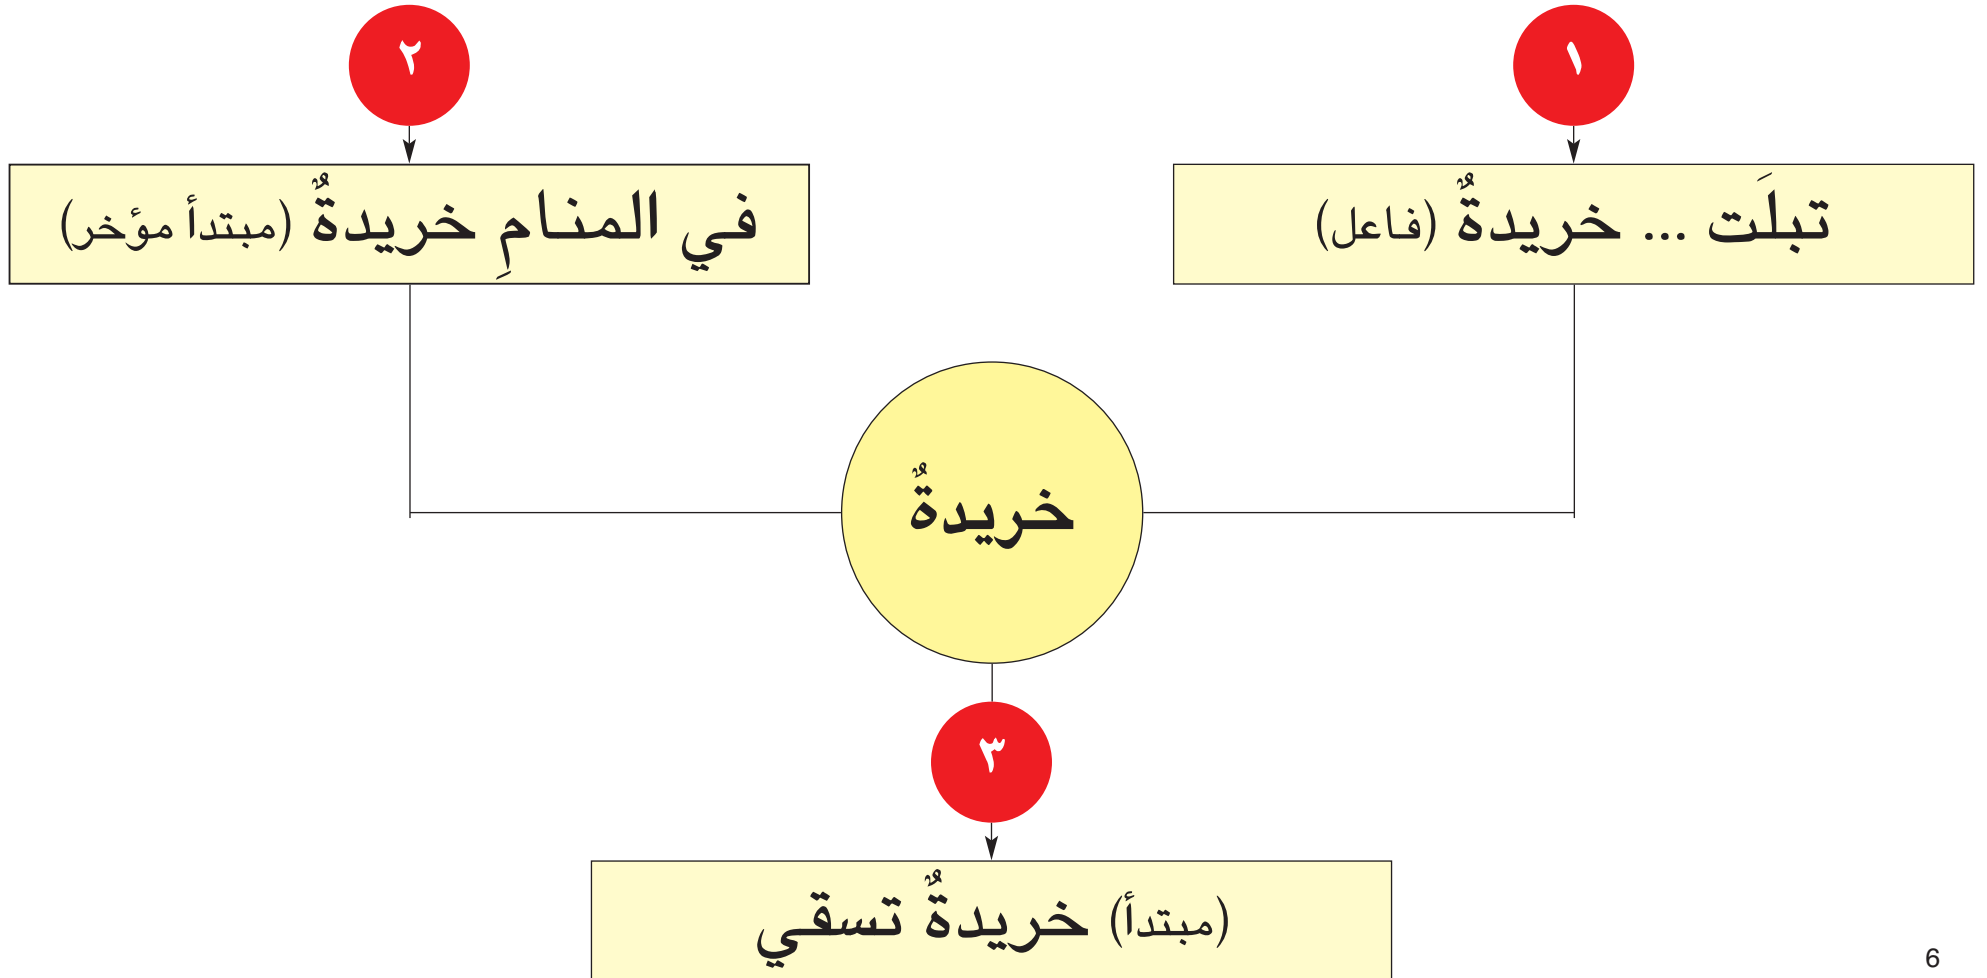 ١
٢
تبلَت ... خريدةٌ (فاعل)
في المنامِ خريدةٌ (مبتدأ مؤخر)
خريدةٌ
٣
(مبتدأ) خريدةٌ تسقي
6